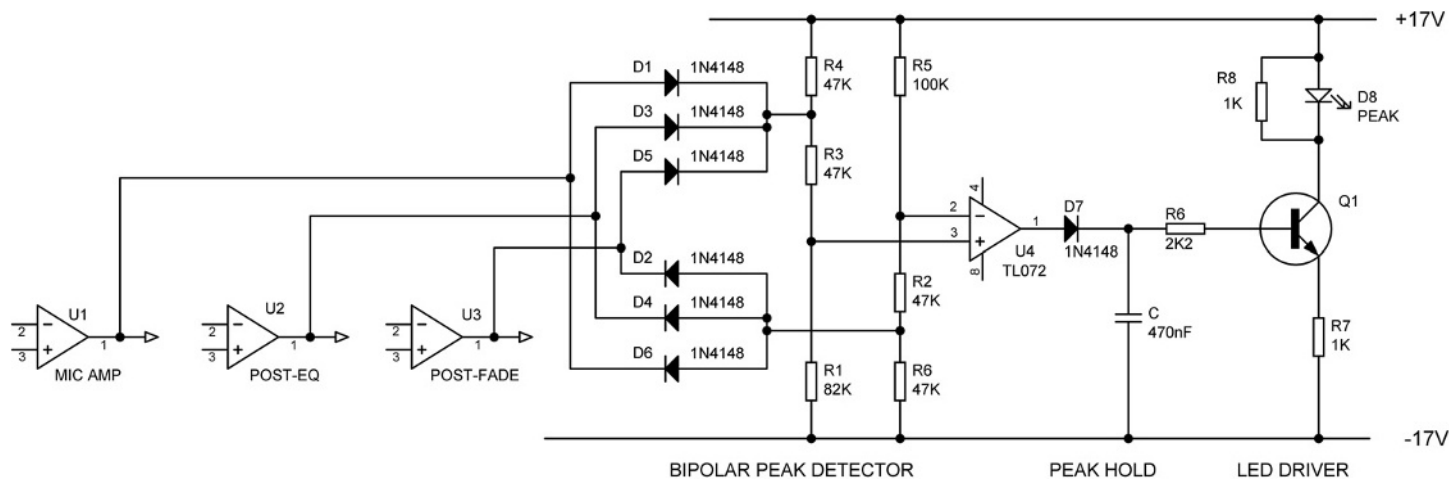 +17V
D1 1N4148
D3 1N4148
D5 1N4148
R4
47K
R5
100K
R8
1K
D8
PEAK
R3
47K
2
3
4
8
1
U4
TL072
D7
1N4148
R6
2K2
Q1
D2 1N4148
D4 1N4148
D6 1N4148
R2
47K
C
470nF
R7
1K
R1
82K
R6
47K
2
3
1
U1
MIC AMP
2
3
1
U2
POST-EQ
2
3
1
U3
POST-FADE
-17V
BIPOLAR PEAK DETECTOR
PEAK HOLD
LED DRIVER